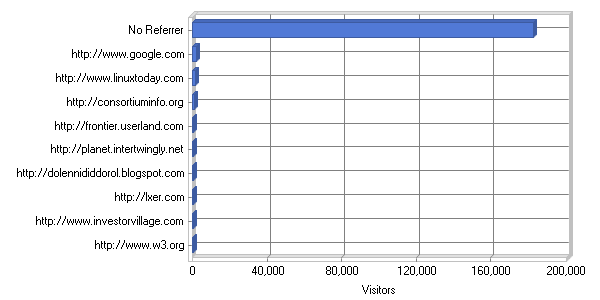 No Referrer
http://www.google.com
http://www.linuxtoday.com
http://consortiuminfo.org
http://frontier.userland.com
http://planet.intertwingly.net
http://dolennididdorol.blogspot.com
http://lxer.com
http://www.investorvillage.com
http://www.w3.org
0 40,000 80,000 120,000 160,000 200,000
Visitors